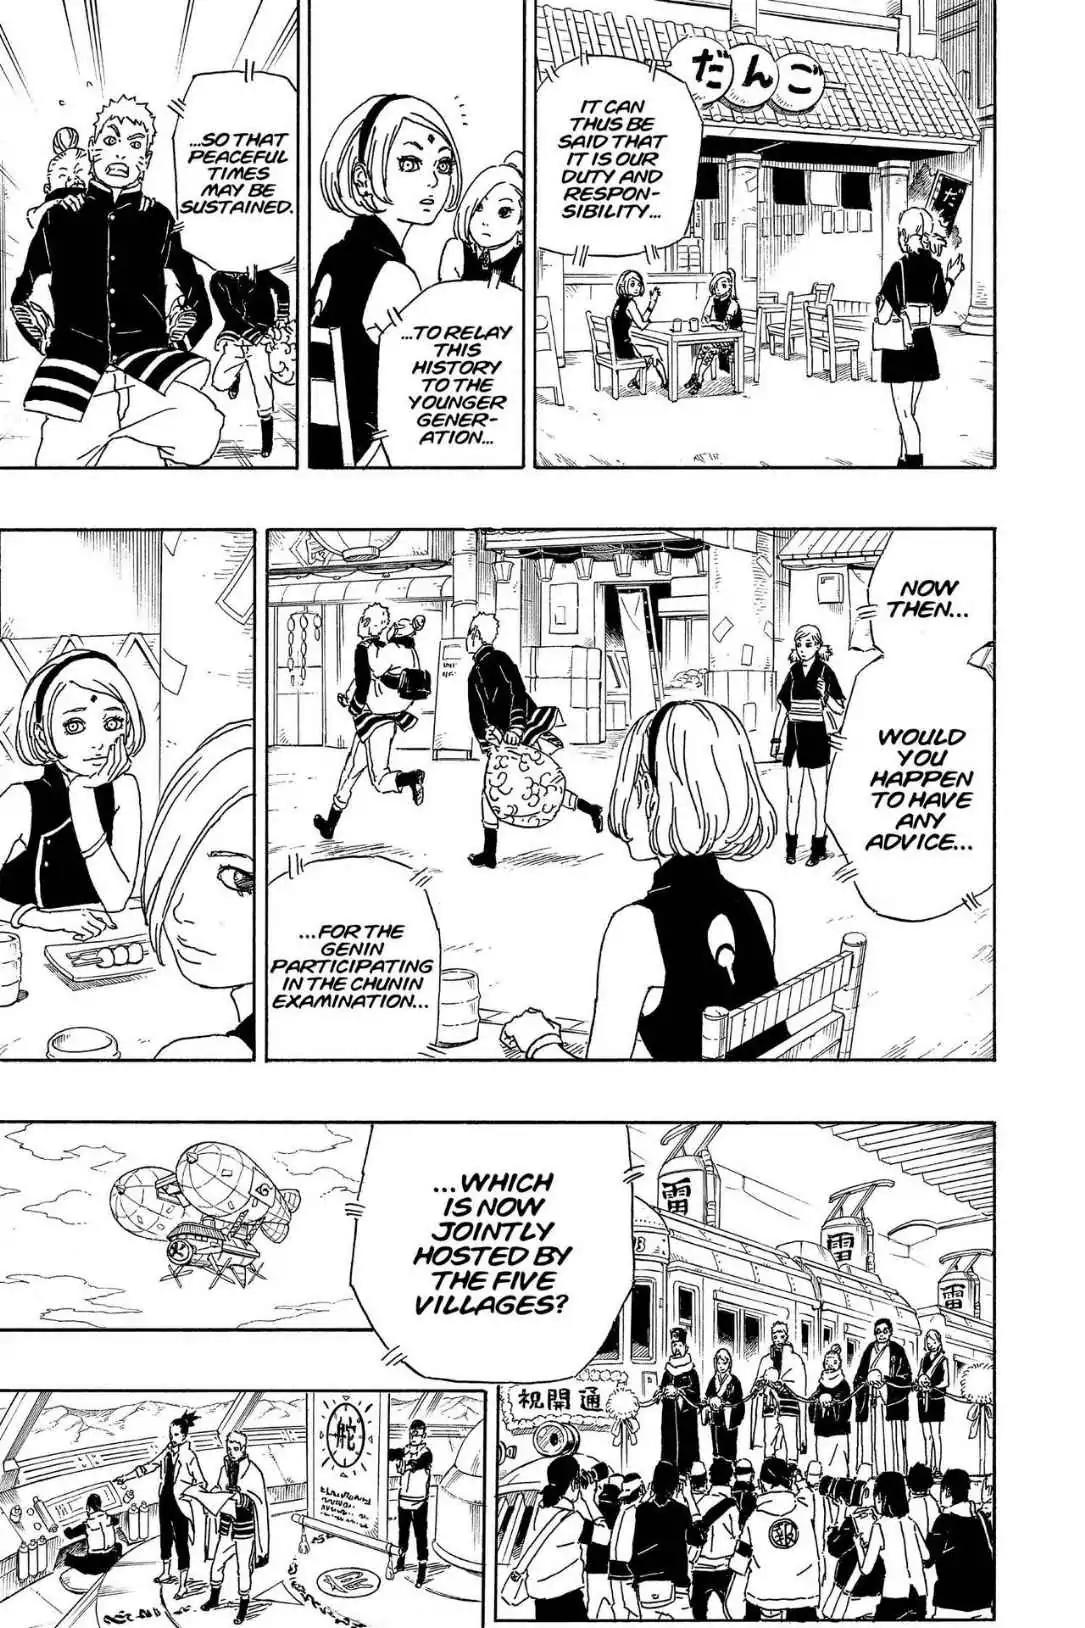 だんご
IT CAN
THUS BE
SAID THAT
IT IS OUR
DUTY AND
RESPON-
SIBILITY...
...TO RELAY
THIS
HISTORY
TO THE
YOUNGER
GENER-
ATION...
...SO THAT
PEACEFUL
TIMES
MAY BE
SUSTAINED.
NOW
THEN...
WOULD
YOU
HAPPEN
TO HAVE
ANY
ADVICE...
...FOR THE
GENIN
PARTICIPATING
IN THE CHUNIN
EXAMINATION...
...WHICH
IS NOW
JOINTLY
HOSTED BY
THE FIVE
VILLAGES?
雷
雷
雷
祝開通
報
舵